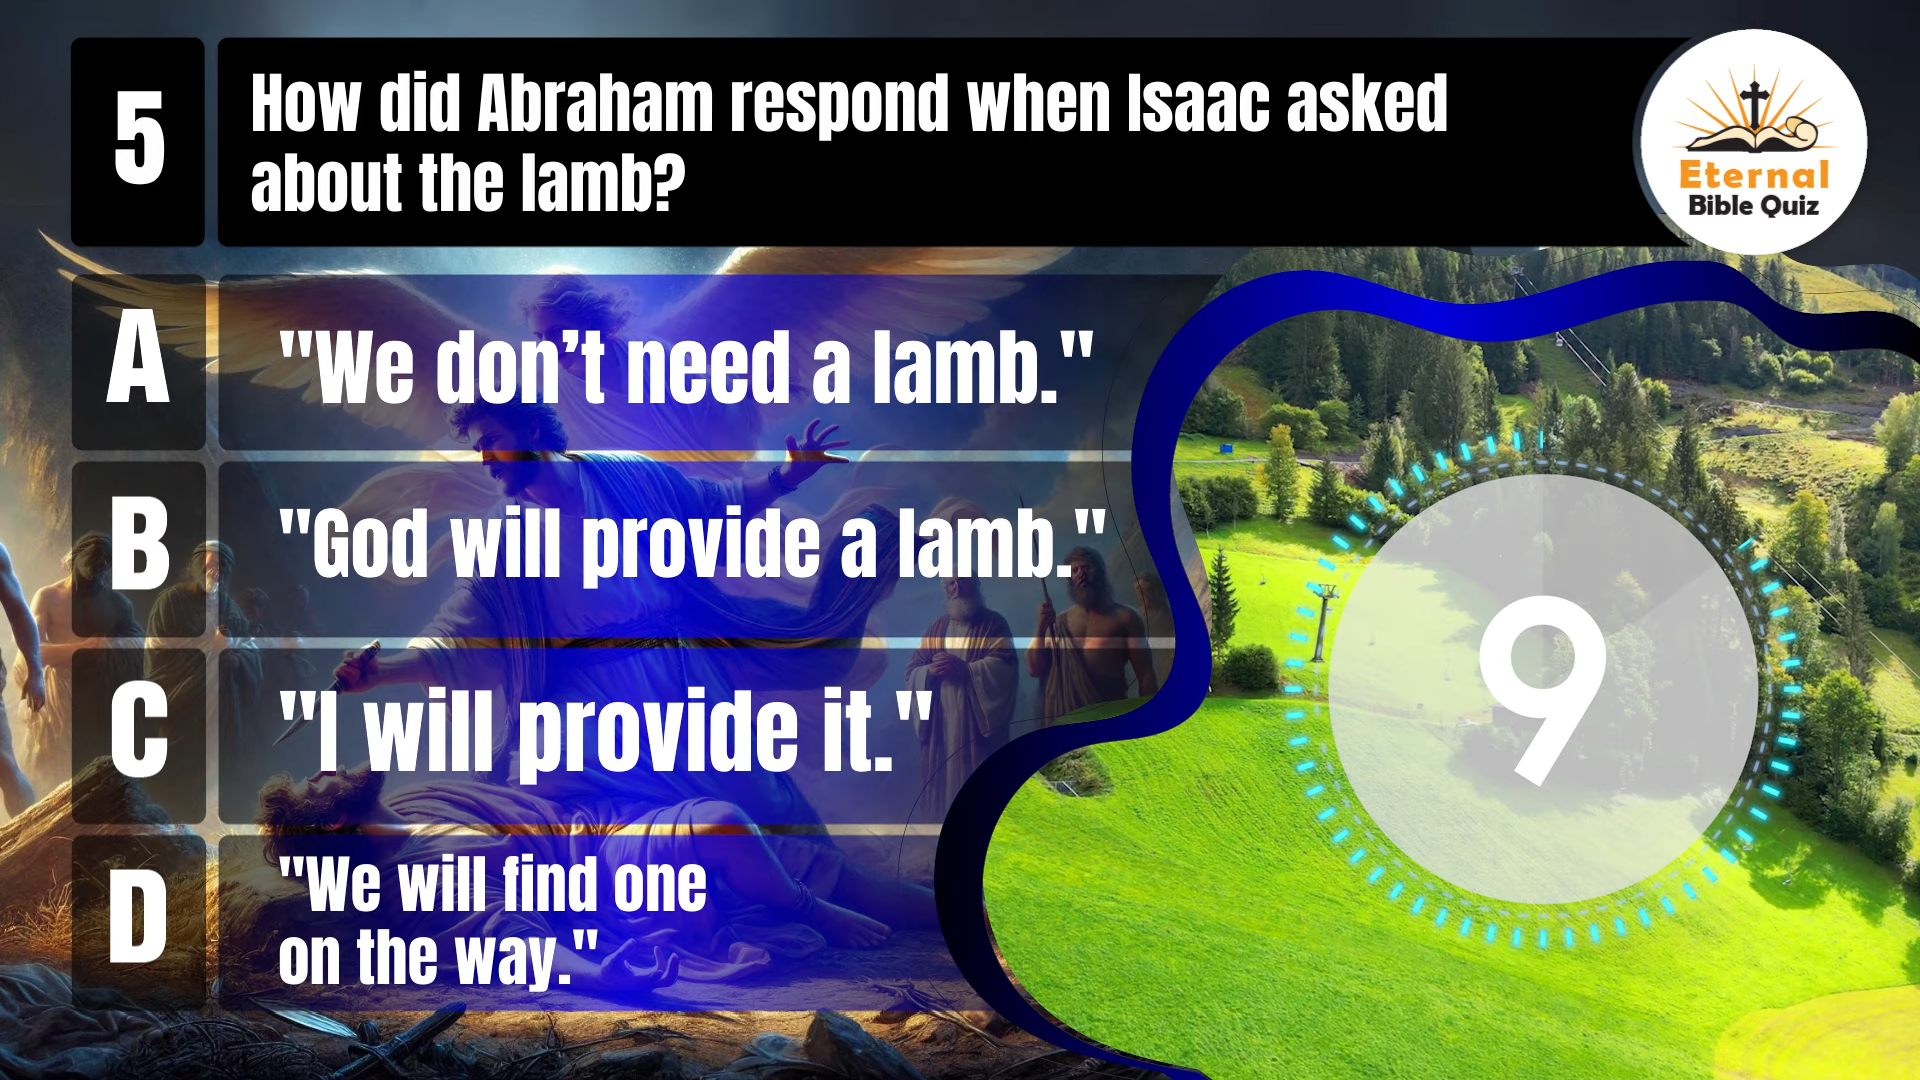 5
How did Abraham respond when Isaac asked
about the lamb?
Eternal
Bible Quiz
A
"We don’t need a lamb."
B
"God will provide a lamb."
C
"I will provide it."
D
"We will find one
on the way."
9